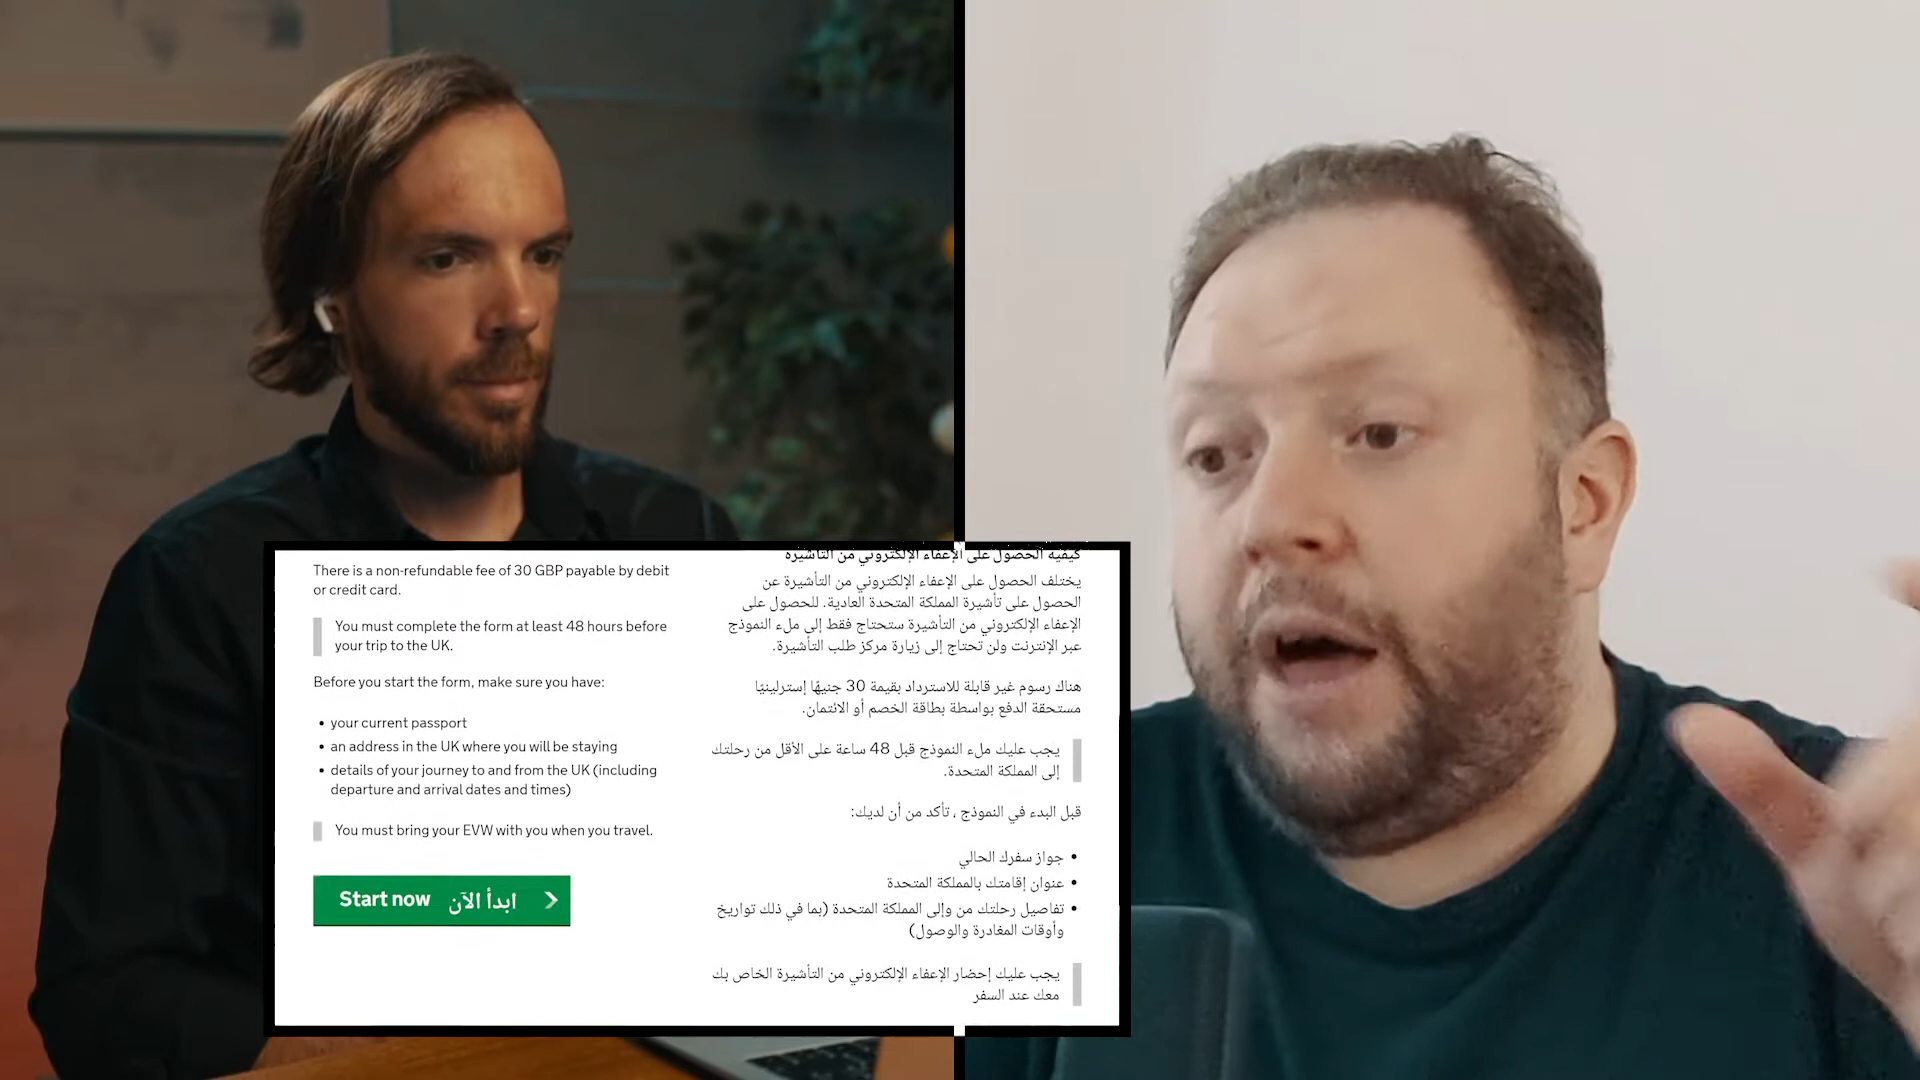 There is a non-refundable fee of 30 GBP payable by debit
or credit card.
You must complete the form at least 48 hours before
your trip to the UK.
Before you start the form, make sure you have:
• your current passport
• an address in the UK where you will be staying
• details of your journey to and from the UK (including
departure and arrival dates and times)
You must bring your EVW with you when you travel.
Start now ابدأ الآن
كيفية الحصول على الإعفاء الإلكتروني من التأشيرة
يختلف الحصول على الإعفاء الإلكتروني من التأشيرة عن
الحصول على تأشيرة المملكة المتحدة العادية. للحصول على
الإعفاء الإلكتروني من التأشيرة ستحتاج فقط إلى ملء النموذج
عبر الإنترنت ولن تحتاج إلى زيارة مركز طلب التأشيرة.
هناك رسوم غير قابلة للاسترداد بقيمة 30 جنيهًا إسترلينيًا
مستحقة الدفع بواسطة بطاقة الخصم أو الائتمان.
يجب عليك ملء النموذج قبل 48 ساعة على الأقل من رحلتك
إلى المملكة المتحدة.
قبل البدء في النموذج ، تأكد من أن لديك:
• جواز سفرك الحالي
• عنوان إقامتك بالمملكة المتحدة
• تفاصيل رحلتك من وإلى المملكة المتحدة (بما في ذلك تواريخ
وأوقات المغادرة والوصول)
يجب عليك إحضار الإعفاء الإلكتروني من التأشيرة الخاص بك
معك عند السفر